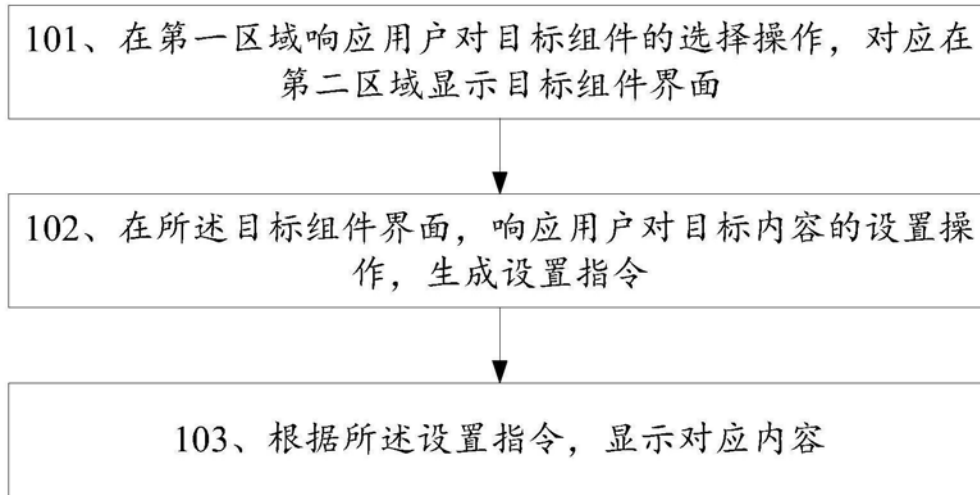 101、在第一区域响应用户对目标组件的选择操作，对应在
第二区域显示目标组件界面
102、在所述目标组件界面，响应用户对目标内容的设置操
作，生成设置指令
103、根据所述设置指令，显示对应内容